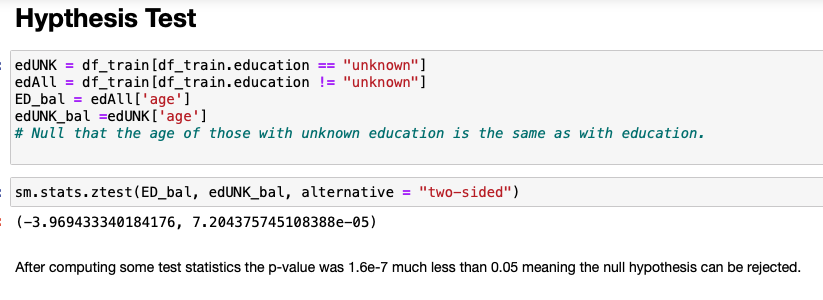 Hypthesis Test
edUNK = df_train[df_train.education == "unknown"]
edAll = df_train[df_train.education != "unknown"]
ED_bal = edAll['age']
edUNK_bal =edUNK['age']
# Null that the age of those with unknown education is the same as with education.
sm.stats.ztest(ED_bal, edUNK_bal, alternative = "two-sided")
(-3.969433340184176, 7.204375745108388e-05)
After computing some test statistics the p-value was 1.6e-7 much less than 0.05 meaning the null hypothesis can be rejected.